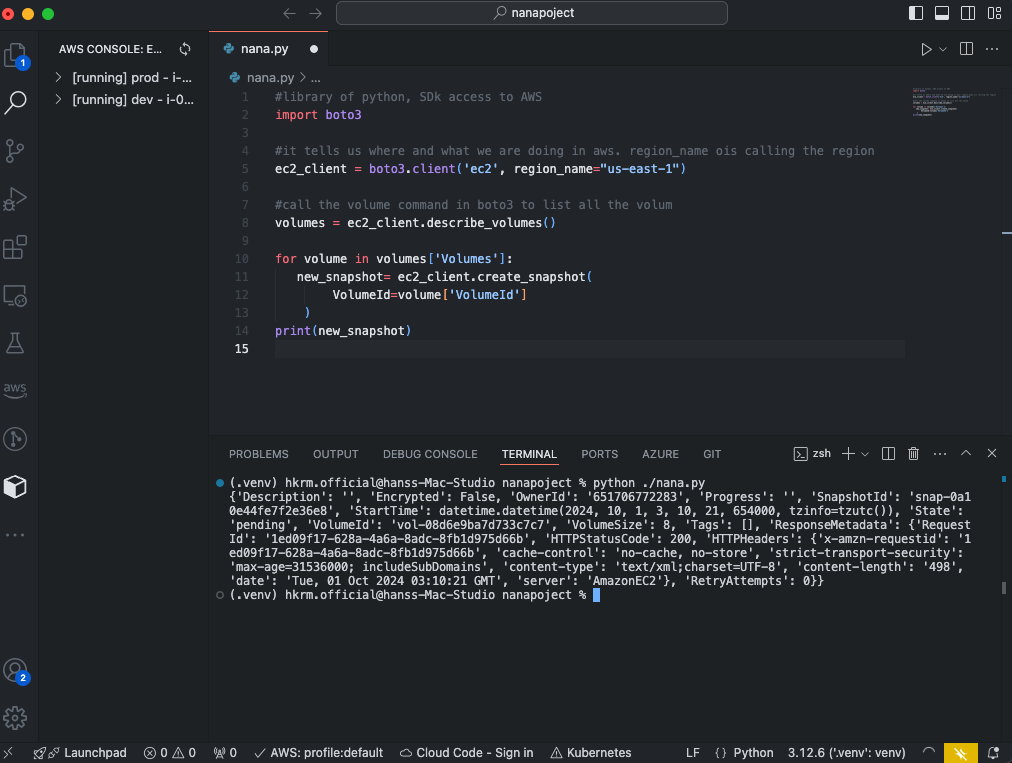 nanapoject
1
AWS CONSOLE: E...
[running] prod - i-...
[running] dev - i-0...
nana.py
nana.py > ...
1 #library of python, SDk access to AWS
2 import boto3
3
4 #it tells us where and what we are doing in aws. region_name ois calling the region
5 ec2_client = boto3.client('ec2', region_name="us-east-1")
6
7 #call the volume command in boto3 to list all the volum
8 volumes = ec2_client.describe_volumes()
9
10 for volume in volumes['Volumes']:
11 new_snapshot= ec2_client.create_snapshot(
12 VolumeId=volume['VolumeId']
13 )
14 print(new_snapshot)
15
aws
PROBLEMS OUTPUT DEBUG CONSOLE TERMINAL PORTS AZURE GIT zsh
(.venv) hkrm.official@hanss-Mac-Studio nanapoject % python ./nana.py
{'Description': '', 'Encrypted': False, 'OwnerId': '651706772283', 'Progress': '', 'SnapshotId': 'snap-0a1
0e44fe7f2e36e8', 'StartTime': datetime.datetime(2024, 10, 1, 3, 10, 21, 654000, tzinfo=tzutc()), 'State':
'pending', 'VolumeId': 'vol-08d6e9ba7d733c7c7', 'VolumeSize': 8, 'Tags': [], 'ResponseMetadata': {'Request
Id': '1ed09f17-628a-4a6a-8adc-8fb1d975d66b', 'HTTPStatusCode': 200, 'HTTPHeaders': {'x-amzn-requestid': '1
ed09f17-628a-4a6a-8adc-8fb1d975d66b', 'cache-control': 'no-cache, no-store', 'strict-transport-security':
'max-age=31536000; includeSubDomains', 'content-type': 'text/xml;charset=UTF-8', 'content-length': '498',
'date': 'Tue, 01 Oct 2024 03:10:21 GMT', 'server': 'AmazonEC2'}, 'RetryAttempts': 0}}
(.venv) hkrm.official@hanss-Mac-Studio nanapoject %
2
Launchpad 0 0 0 AWS: profile:default Cloud Code - Sign in Kubernetes LF {} Python 3.12.6 ('.venv': venv)